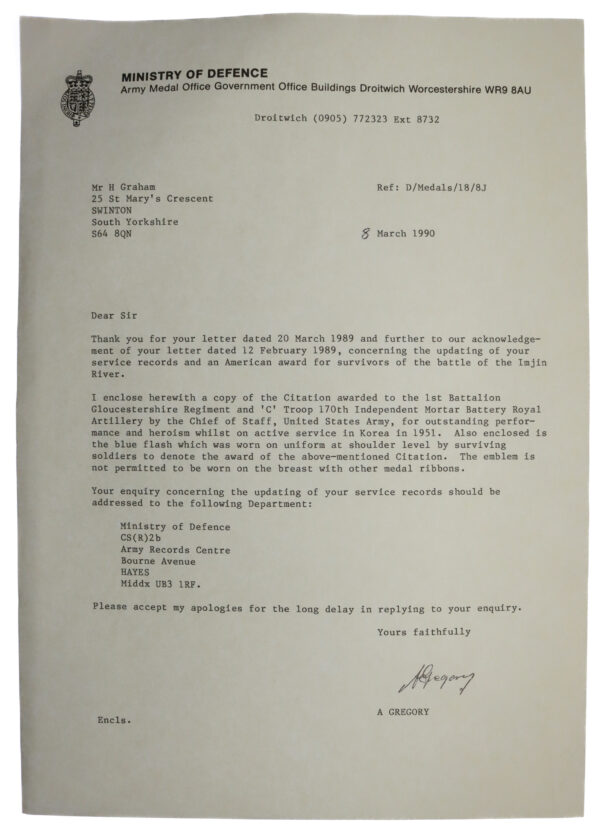 MINISTRY OF DEFENCE
Army Medal Office Government Office Buildings Droitwich Worcestershire WR9 8AU
Droitwich (0905) 772323 Ext 8732
Mr H Graham
25 St Mary's Crescent
SWINTON
South Yorkshire
S64 8QN
Ref: D/Medals/18/8J
8 March 1990
Dear Sir
Thank you for your letter dated 20 March 1989 and further to our acknowledge-
ment of your letter dated 12 February 1989, concerning the updating of your
service records and an American award for survivors of the battle of the Imjin
River.
I enclose herewith a copy of the Citation awarded to the 1st Battalion
Gloucestershire Regiment and 'C' Troop 170th Independent Mortar Battery Royal
Artillery by the Chief of Staff, United States Army, for outstanding perfor-
mance and heroism whilst on active service in Korea in 1951. Also enclosed is
the blue flash which was worn on uniform at shoulder level by surviving
soldiers to denote the award of the above-mentioned Citation. The emblem is
not permitted to be worn on the breast with other medal ribbons.
Your enquiry concerning the updating of your service records should be
addressed to the following Department:
Ministry of Defence
CS(R)2b
Army Records Centre
Bourne Avenue
HAYES
Middx UB3 1RF.
Please accept my apologies for the long delay in replying to your enquiry.
Yours faithfully
AGregory
A GREGORY
Encls.